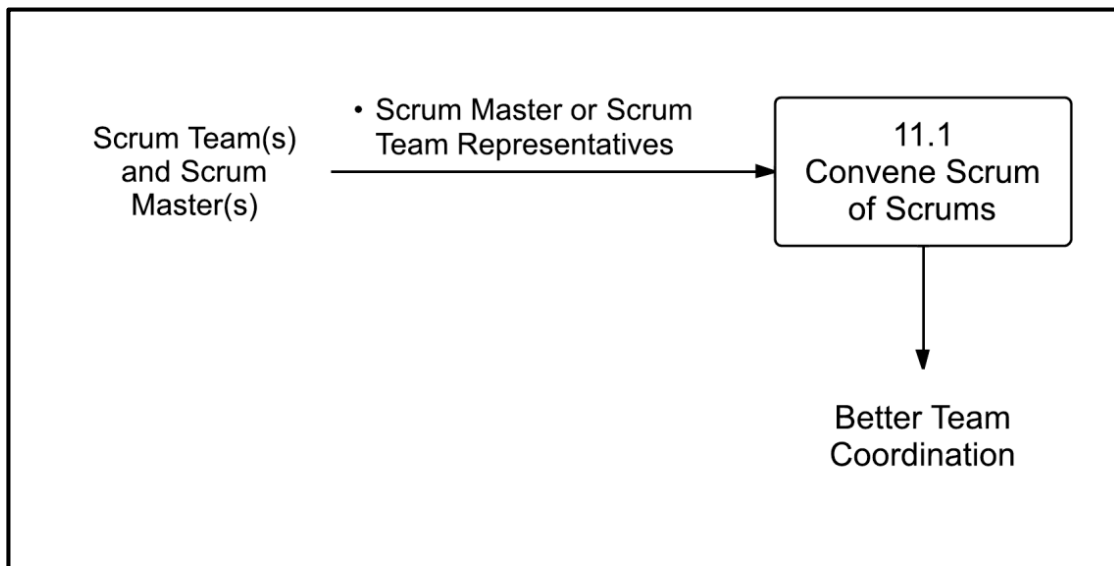 Scrum Team(s)
and Scrum
Master(s)
• Scrum Master or Scrum
Team Representatives
11.1
Convene Scrum
of Scrums
Better Team
Coordination